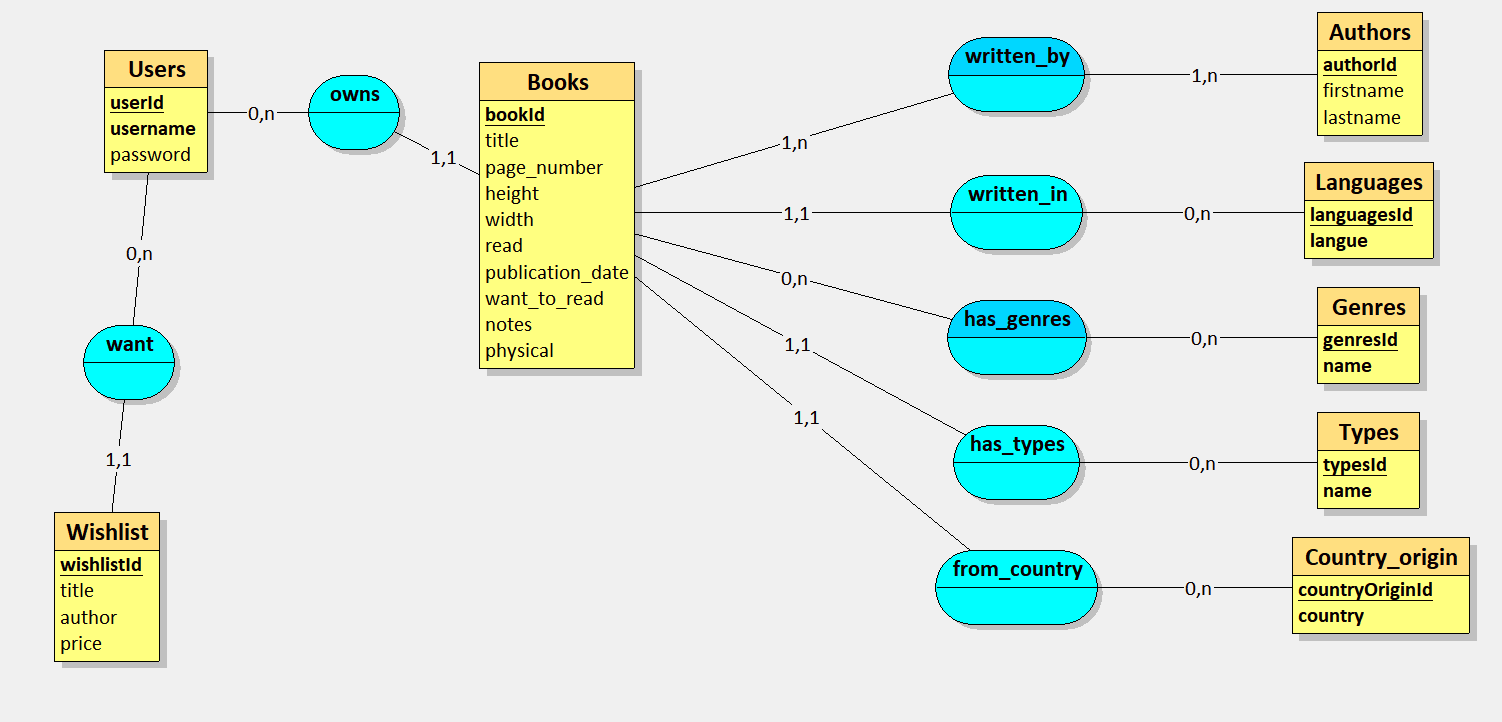 Users
userId
username
password
0,n
owns
1,1
Books
bookId
title
page_number
height
width
read
publication_date
want_to_read
notes
physical
1,n
written_by
1,n
Authors
authorId
firstname
lastname
1,1
written_in
0,n
Languages
languagesId
langue
0,n
has_genres
0,n
Genres
genresId
name
1,1
has_types
0,n
Types
typesId
name
1,1
from_country
0,n
Country_origin
countryOriginId
country
0,n
want
1,1
Wishlist
wishlistId
title
author
price